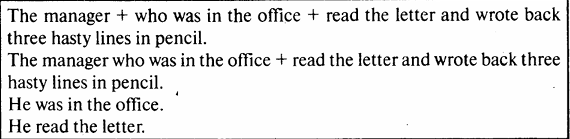 The manager + who was in the office + read the letter and wrote back
three hasty lines in pencil.
The manager who was in the office + read the letter and wrote back three
hasty lines in pencil.
He was in the office.
He read the letter.